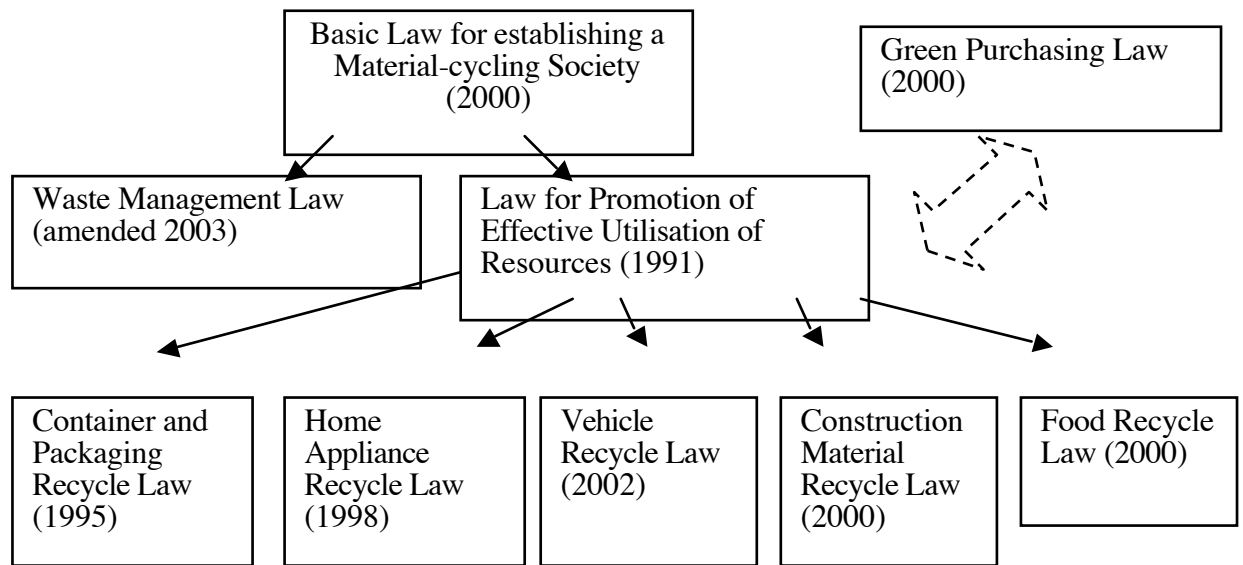 Basic Law for establishing a
Material-cycling Society
(2000)
Green Purchasing Law
(2000)
Waste Management Law
(amended 2003)
Law for Promotion of
Effective Utilisation of
Resources (1991)
Container and
Packaging
Recycle Law
(1995)
Home
Appliance
Recycle Law
(1998)
Vehicle
Recycle Law
(2002)
Construction
Material
Recycle Law
(2000)
Food Recycle
Law (2000)